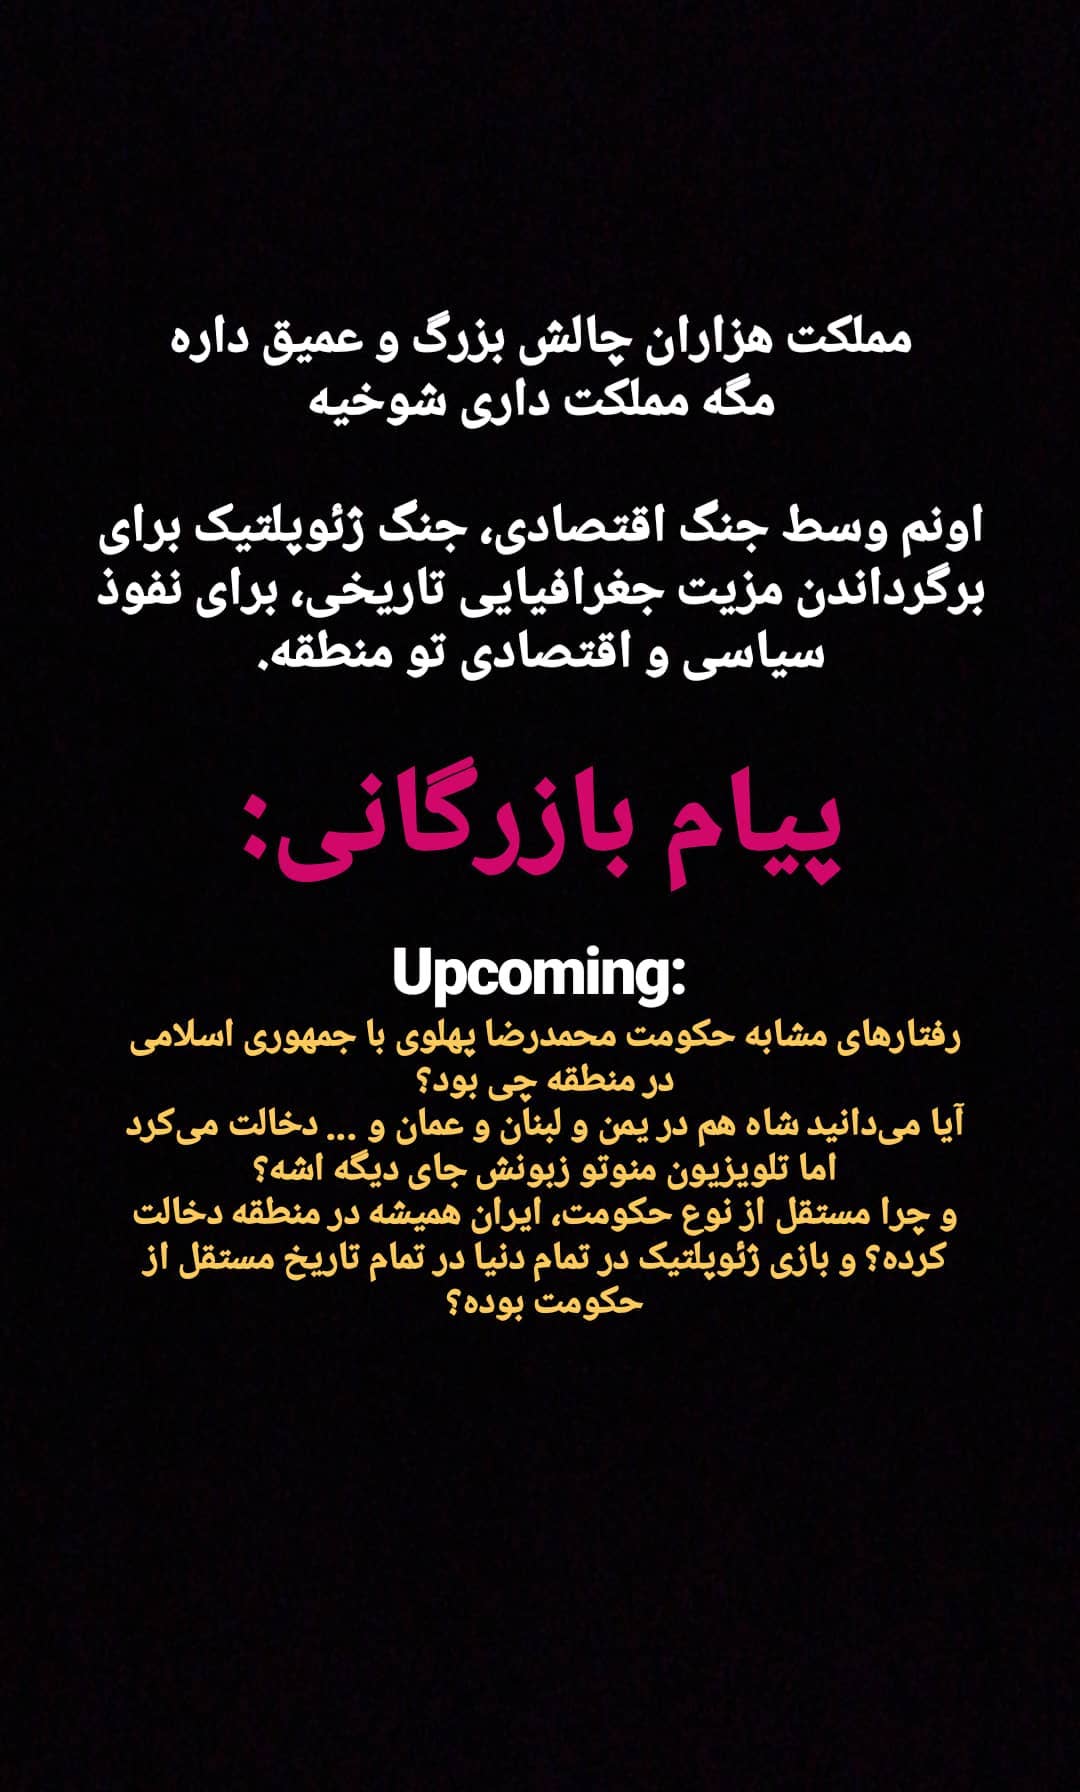 مملکت هزاران چالش بزرگ و عمیق داره
مگه مملکت داری شوخیه
اونم وسط جنگ اقتصادی، جنگ ژئوپلتیک برای
برگرداندن مزیت جغرافیایی تاریخی، برای نفوذ
سیاسی و اقتصادی تو منطقه.
پیام بازرگانی:
Upcoming:
رفتارهای مشابه حکومت محمدرضا پهلوی با جمهوری اسلامی
در منطقه چی بود؟
آیا می‌دانید شاه هم در یمن و لبنان و عمان و ... دخالت می‌کرد
اما تلویزیون منوتو زبونش جای دیگه اشه؟
و چرا مستقل از نوع حکومت، ایران همیشه در منطقه دخالت
کرده؟ و بازی ژئوپلتیک در تمام دنیا در تمام تاریخ مستقل از
حکومت بوده؟